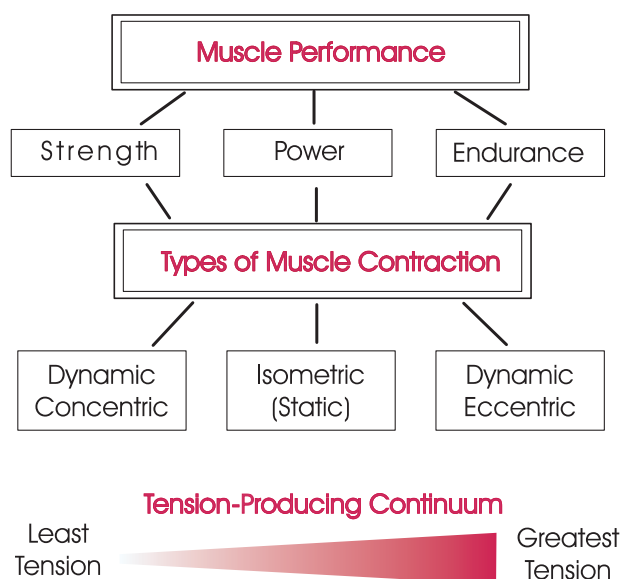 Muscle Performance
Strength
Power
Endurance
Types of Muscle Contraction
Dynamic
Concentric
Isometric
(Static)
Dynamic
Eccentric
Tension-Producing Continuum
Least
Tension
Greatest
Tension